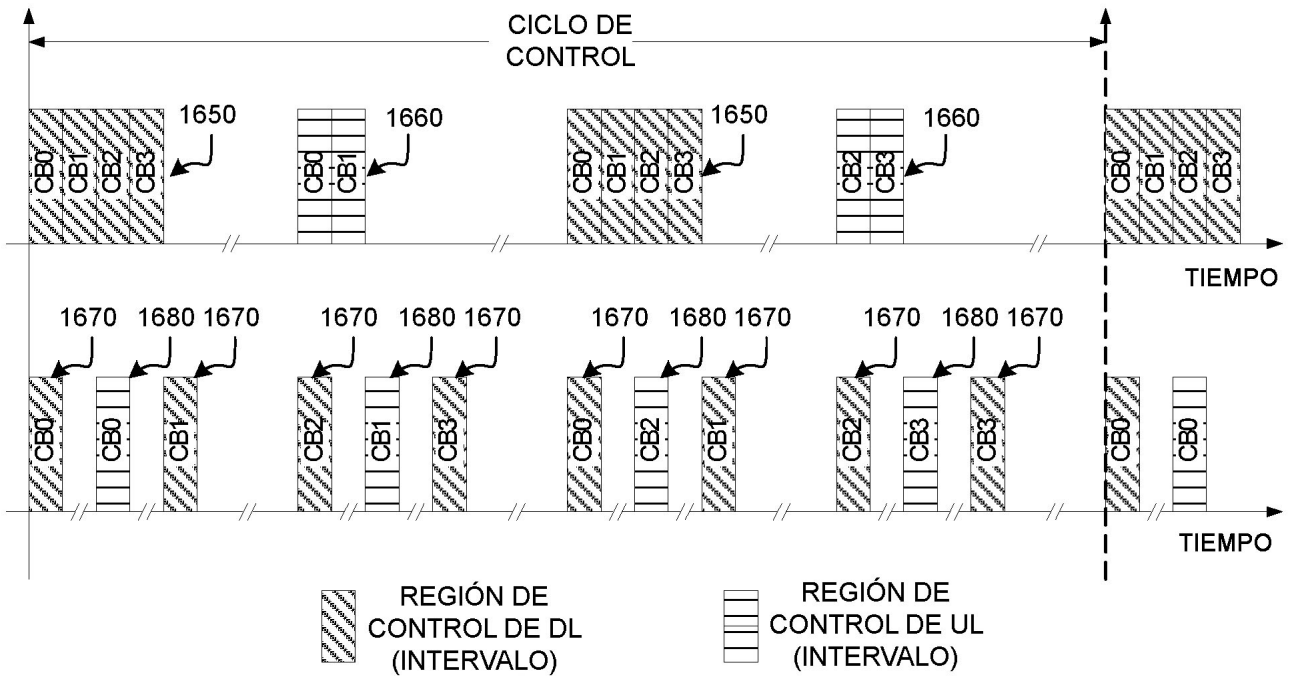 CICLO DE
CONTROL
1650
1660
1650
1660
CB0 CB1 CB2 CB3
CB0 CB1
CB0 CB1 CB2 CB3
CB2 CB3
CB0 CB1 CB2 CB3
TIEMPO
1670 1680 1670
1670 1680 1670
1670 1680 1670
1670 1680 1670
CB0 CB0 CB1
CB2 CB1 CB3
CB0 CB2 CB1
CB2 CB3 CB3
CB0 CB0
TIEMPO
REGIÓN DE
CONTROL DE DL
(INTERVALO)
REGIÓN DE
CONTROL DE UL
(INTERVALO)